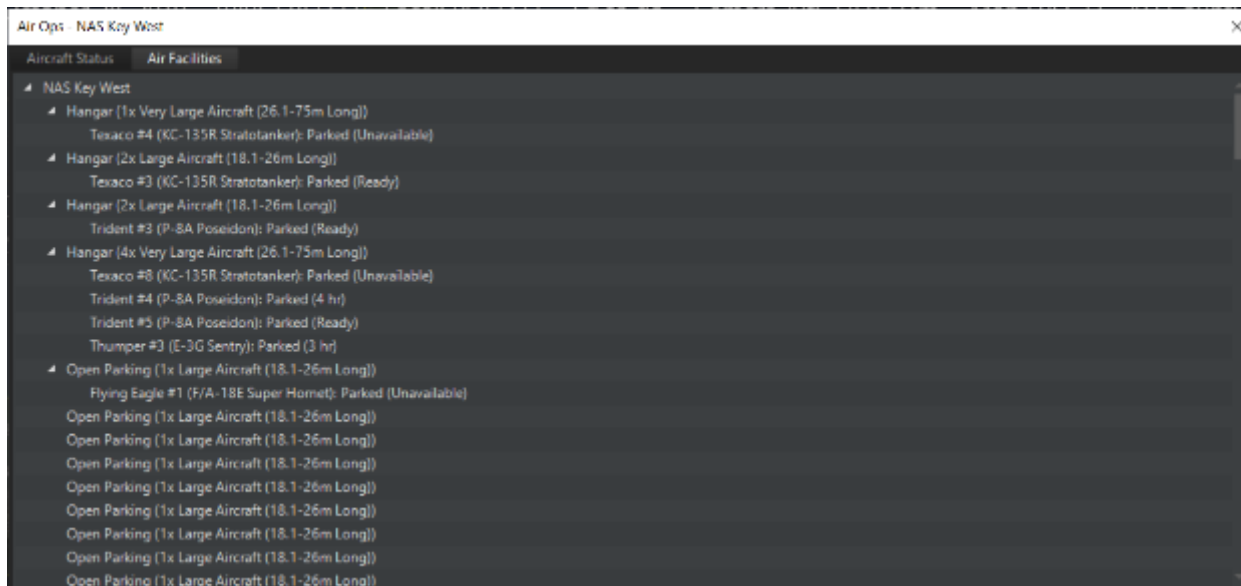 Air Ops - NAS Key West
Aircraft Status Air Facilities
NAS Key West
Hangar (1x Very Large Aircraft (26.1-75m Long))
Texaco #4 (KC-135R Stratotanker): Parked (Unavailable)
Hangar (2x Large Aircraft (18.1-26m Long))
Texaco #3 (KC-135R Stratotanker): Parked (Ready)
Hangar (2x Large Aircraft (18.1-26m Long))
Trident #3 (P-8A Poseidon): Parked (Ready)
Hangar (4x Very Large Aircraft (26.1-75m Long))
Texaco #8 (KC-135R Stratotanker): Parked (Unavailable)
Trident #4 (P-8A Poseidon): Parked (4 hr)
Trident #5 (P-8A Poseidon): Parked (Ready)
Thumper #3 (E-3G Sentry): Parked (3 hr)
Open Parking (1x Large Aircraft (18.1-26m Long))
Flying Eagle #1 (F/A-18E Super Hornet): Parked (Unavailable)
Open Parking (1x Large Aircraft (18.1-26m Long))
Open Parking (1x Large Aircraft (18.1-26m Long))
Open Parking (1x Large Aircraft (18.1-26m Long))
Open Parking (1x Large Aircraft (18.1-26m Long))
Open Parking (1x Large Aircraft (18.1-26m Long))
Open Parking (1x Large Aircraft (18.1-26m Long))
Open Parking (1x Large Aircraft (18.1-26m Long))
Open Parking (1x Large Aircraft (18.1-26m Long))